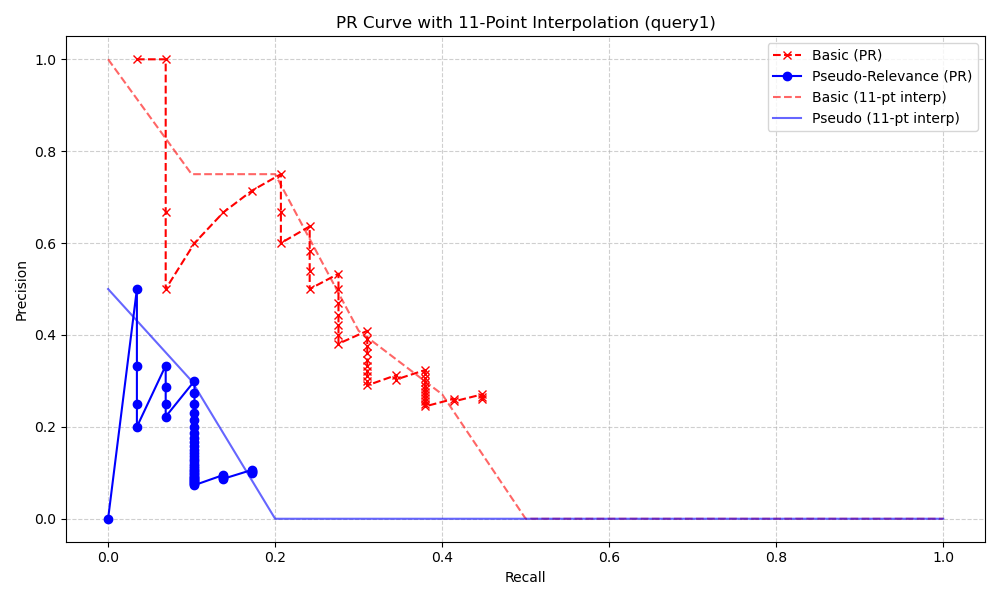 PR Curve with 11-Point Interpolation (query1)
Basic (PR)
Pseudo-Relevance (PR)
Basic (11-pt interp)
Pseudo (11-pt interp)
Precision
1.0
0.8
0.6
0.4
0.2
0.0
0.0 0.2 0.4 0.6 0.8 1.0
Recall